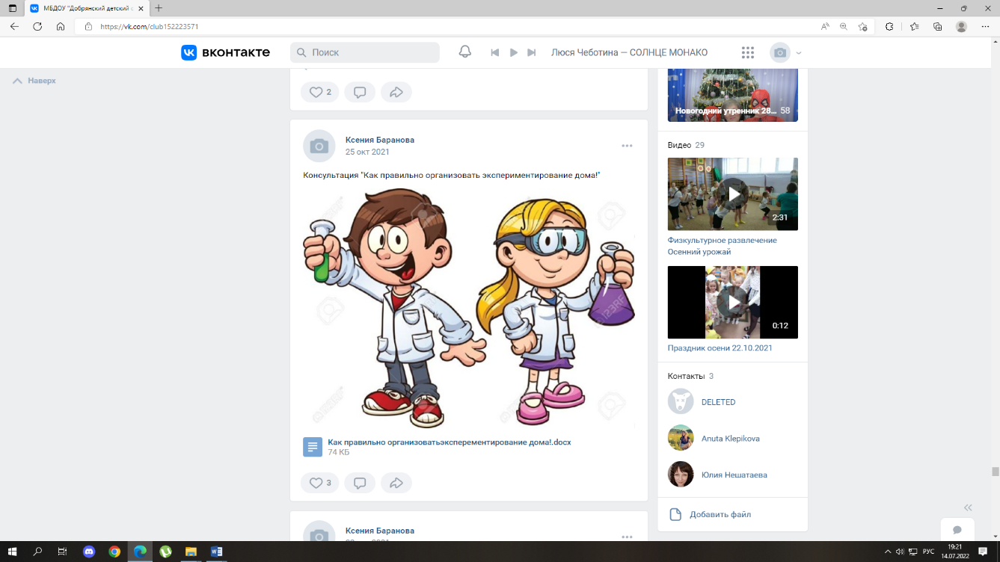 МБДОУ "Добрянский детский с
https://vk.com/club152223571
вконтакте
Поиск
Люся Чеботина — СОЛНЦЕ МОНАКО
Наверх
2
Новогодний утренник 28... 58
Ксения Баранова
25 окт 2021
Консультация "Как правильно организовать экспериментирование дома!"
123RF
Как правильно организоватьэксперементирование дома!.docx
74 КБ
3
Ксения Баранова
Видео 29
2:31
Физкультурное развлечение
Осенний урожай
0:12
Праздник осени 22.10.2021
Контакты 3
DELETED
Anuta Klepikova
Юлия Нешатаева
Добавить файл
РУС
19:21
14.07.2022